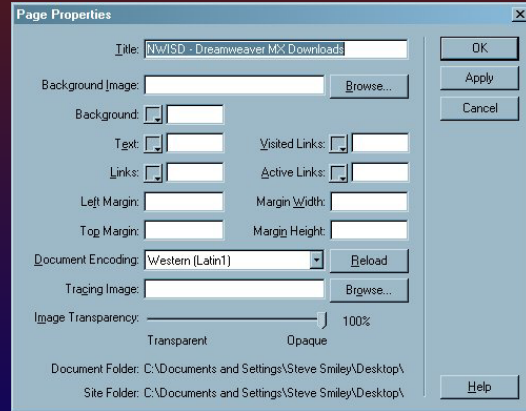 Page Properties
Title: NWISD - Dreamweaver MX Downloads
OK
Background Image: Browse...
Apply
Background:
Cancel
Text: Visited Links:
Links: Active Links:
Left Margin: Margin Width:
Top Margin: Margin Height:
Document Encoding: Western (Latin1) Reload
Tracing Image: Browse...
Image Transparency: 100%
Transparent Opaque
Document Folder: C:\Documents and Settings\Steve Smiley\Desktop\
Site Folder: C:\Documents and Settings\Steve Smiley\Desktop\
Help